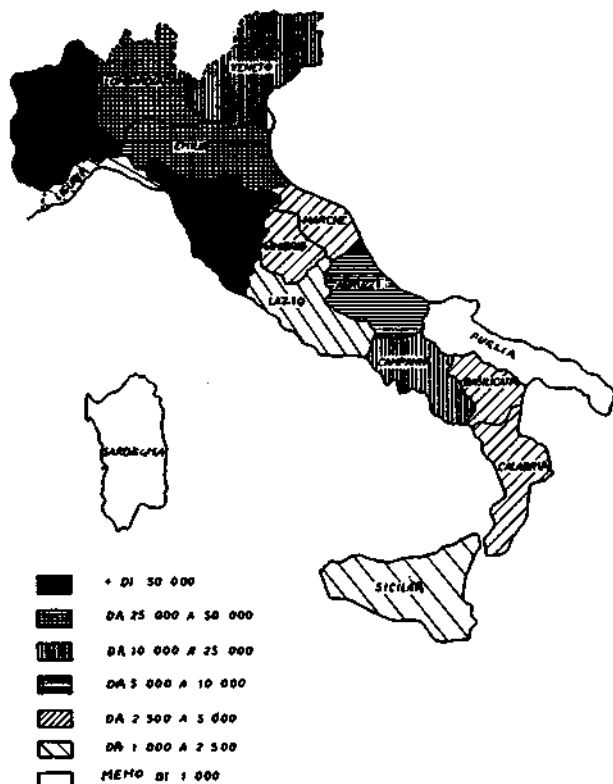 LOMBARDIA
VENETO
EMILIA
LIGURIA
MARCHE
UMBRIA
LAZIO
ABRUZZI
CAMPANIA
PUGLIA
BASILICATA
CALABRIA
SARDEGNA
SICILIA
+ DI 50 000
DA 25 000 A 50 000
DA 10 000 A 25 000
DA 5 000 A 10 000
DA 2 500 A 5 000
DA 1 000 A 2 500
MENO DI 1 000